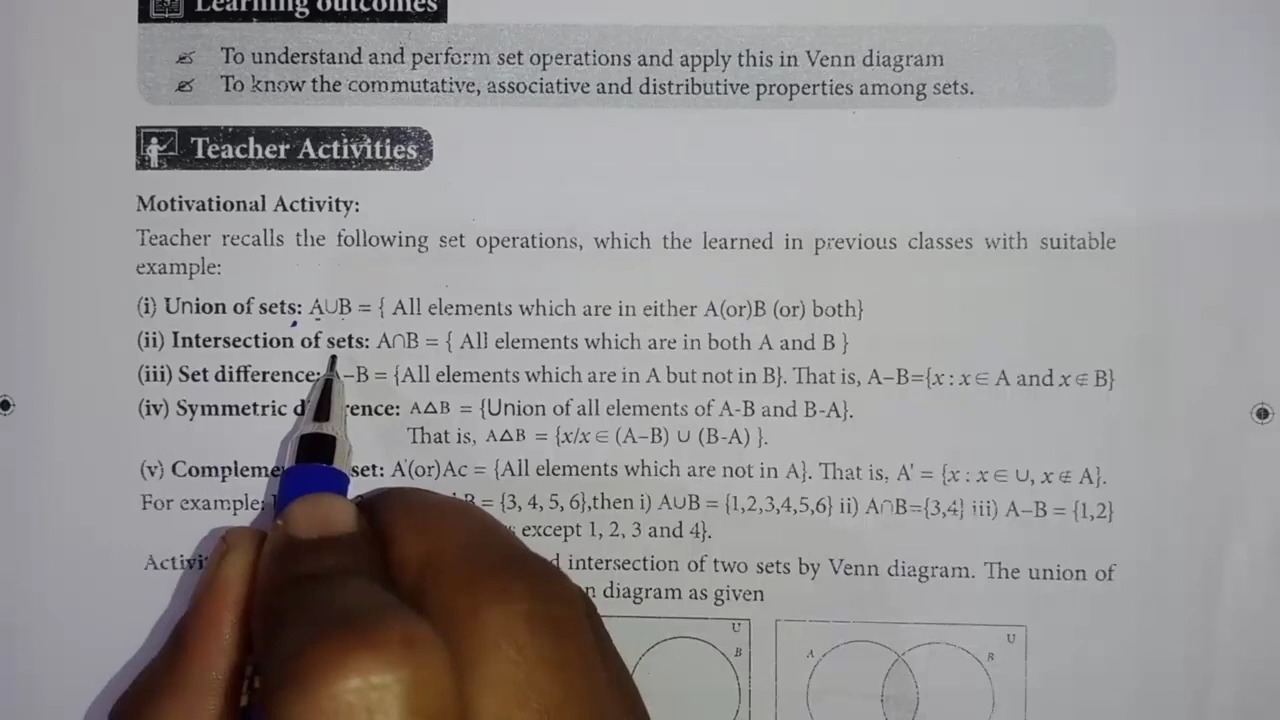 Learning outcomes
To understand and perform set operations and apply this in Venn diagram
To know the commutative, associative and distributive properties among sets.
Teacher Activities
Motivational Activity:
Teacher recalls the following set operations, which the learned in previous classes with suitable
example:
(i) Union of sets: A∪B = { All elements which are in either A(or)B (or) both}
(ii) Intersection of sets: A∩B = { All elements which are in both A and B }
(iii) Set difference: A–B = {All elements which are in A but not in B}. That is, A–B={x : x∈ A and x∉ B}
(iv) Symmetric difference: A△B = {Union of all elements of A-B and B-A}.
That is, A△B = {x/x∈ (A–B) ∪ (B-A) }.
(v) set: A'(or)Ac = {All elements which are not in A}. That is, A' = {x : x∈ ∪, x∉ A}.
For example: B = {3, 4, 5, 6},then i) A∪B = {1,2,3,4,5,6} ii) A∩B={3,4} iii) A–B = {1,2}
except 1, 2, 3 and 4}.
intersection of two sets by Venn diagram. The union of
diagram as given
U
B
A
U
B